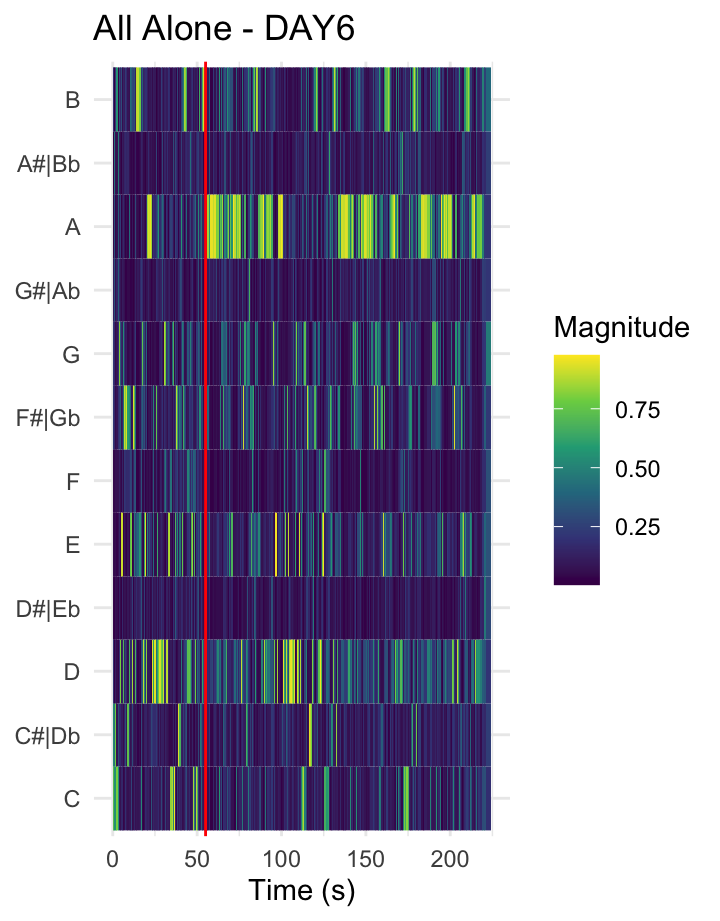 All Alone - DAY6
B
A#|Bb
A
G#|Ab
G
F#|Gb
F
E
D#|Eb
D
C#|Db
C
0 50 100 150 200
Time (s)
Magnitude
0.75
0.50
0.25